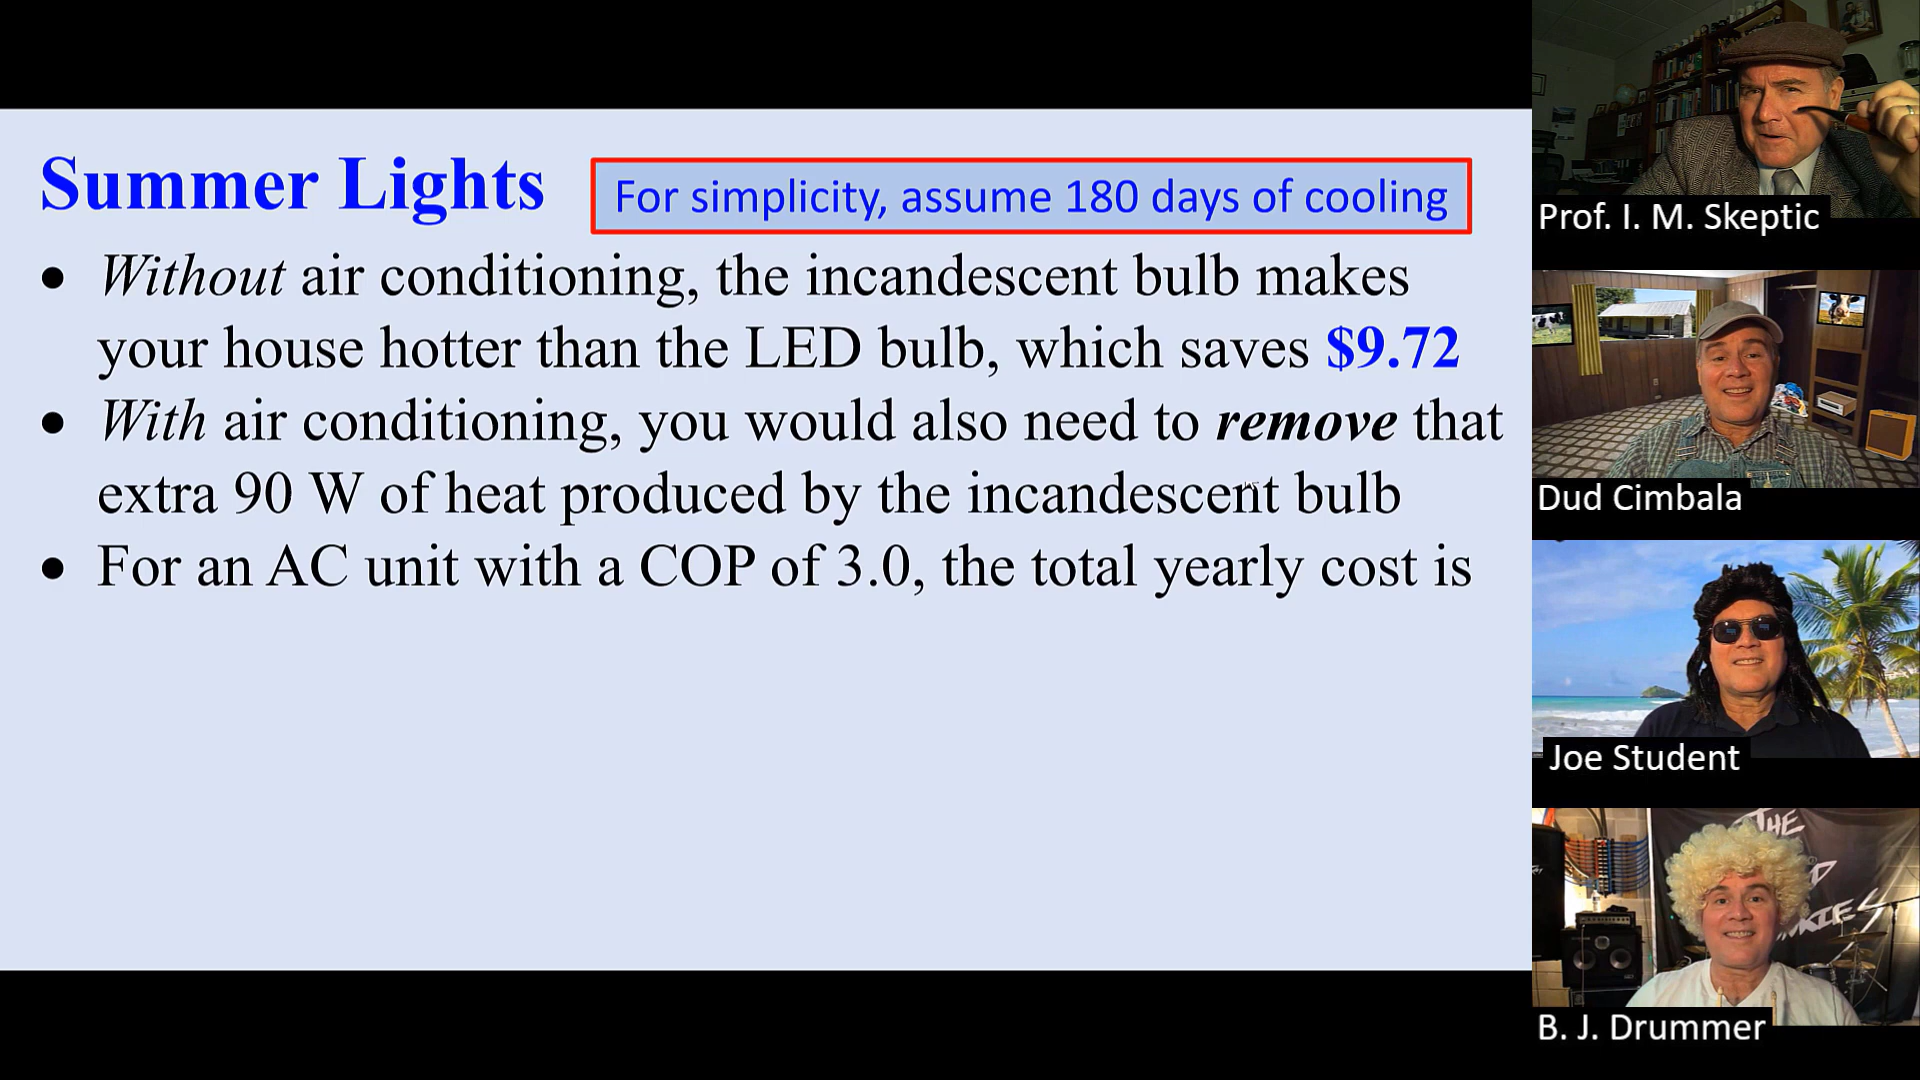 Summer Lights
For simplicity, assume 180 days of cooling
• Without air conditioning, the incandescent bulb makes
your house hotter than the LED bulb, which saves $9.72
• With air conditioning, you would also need to remove that
extra 90 W of heat produced by the incandescent bulb
• For an AC unit with a COP of 3.0, the total yearly cost is
Prof. I. M. Skeptic
Dud Cimbala
Joe Student
THE
B. J. Drummer